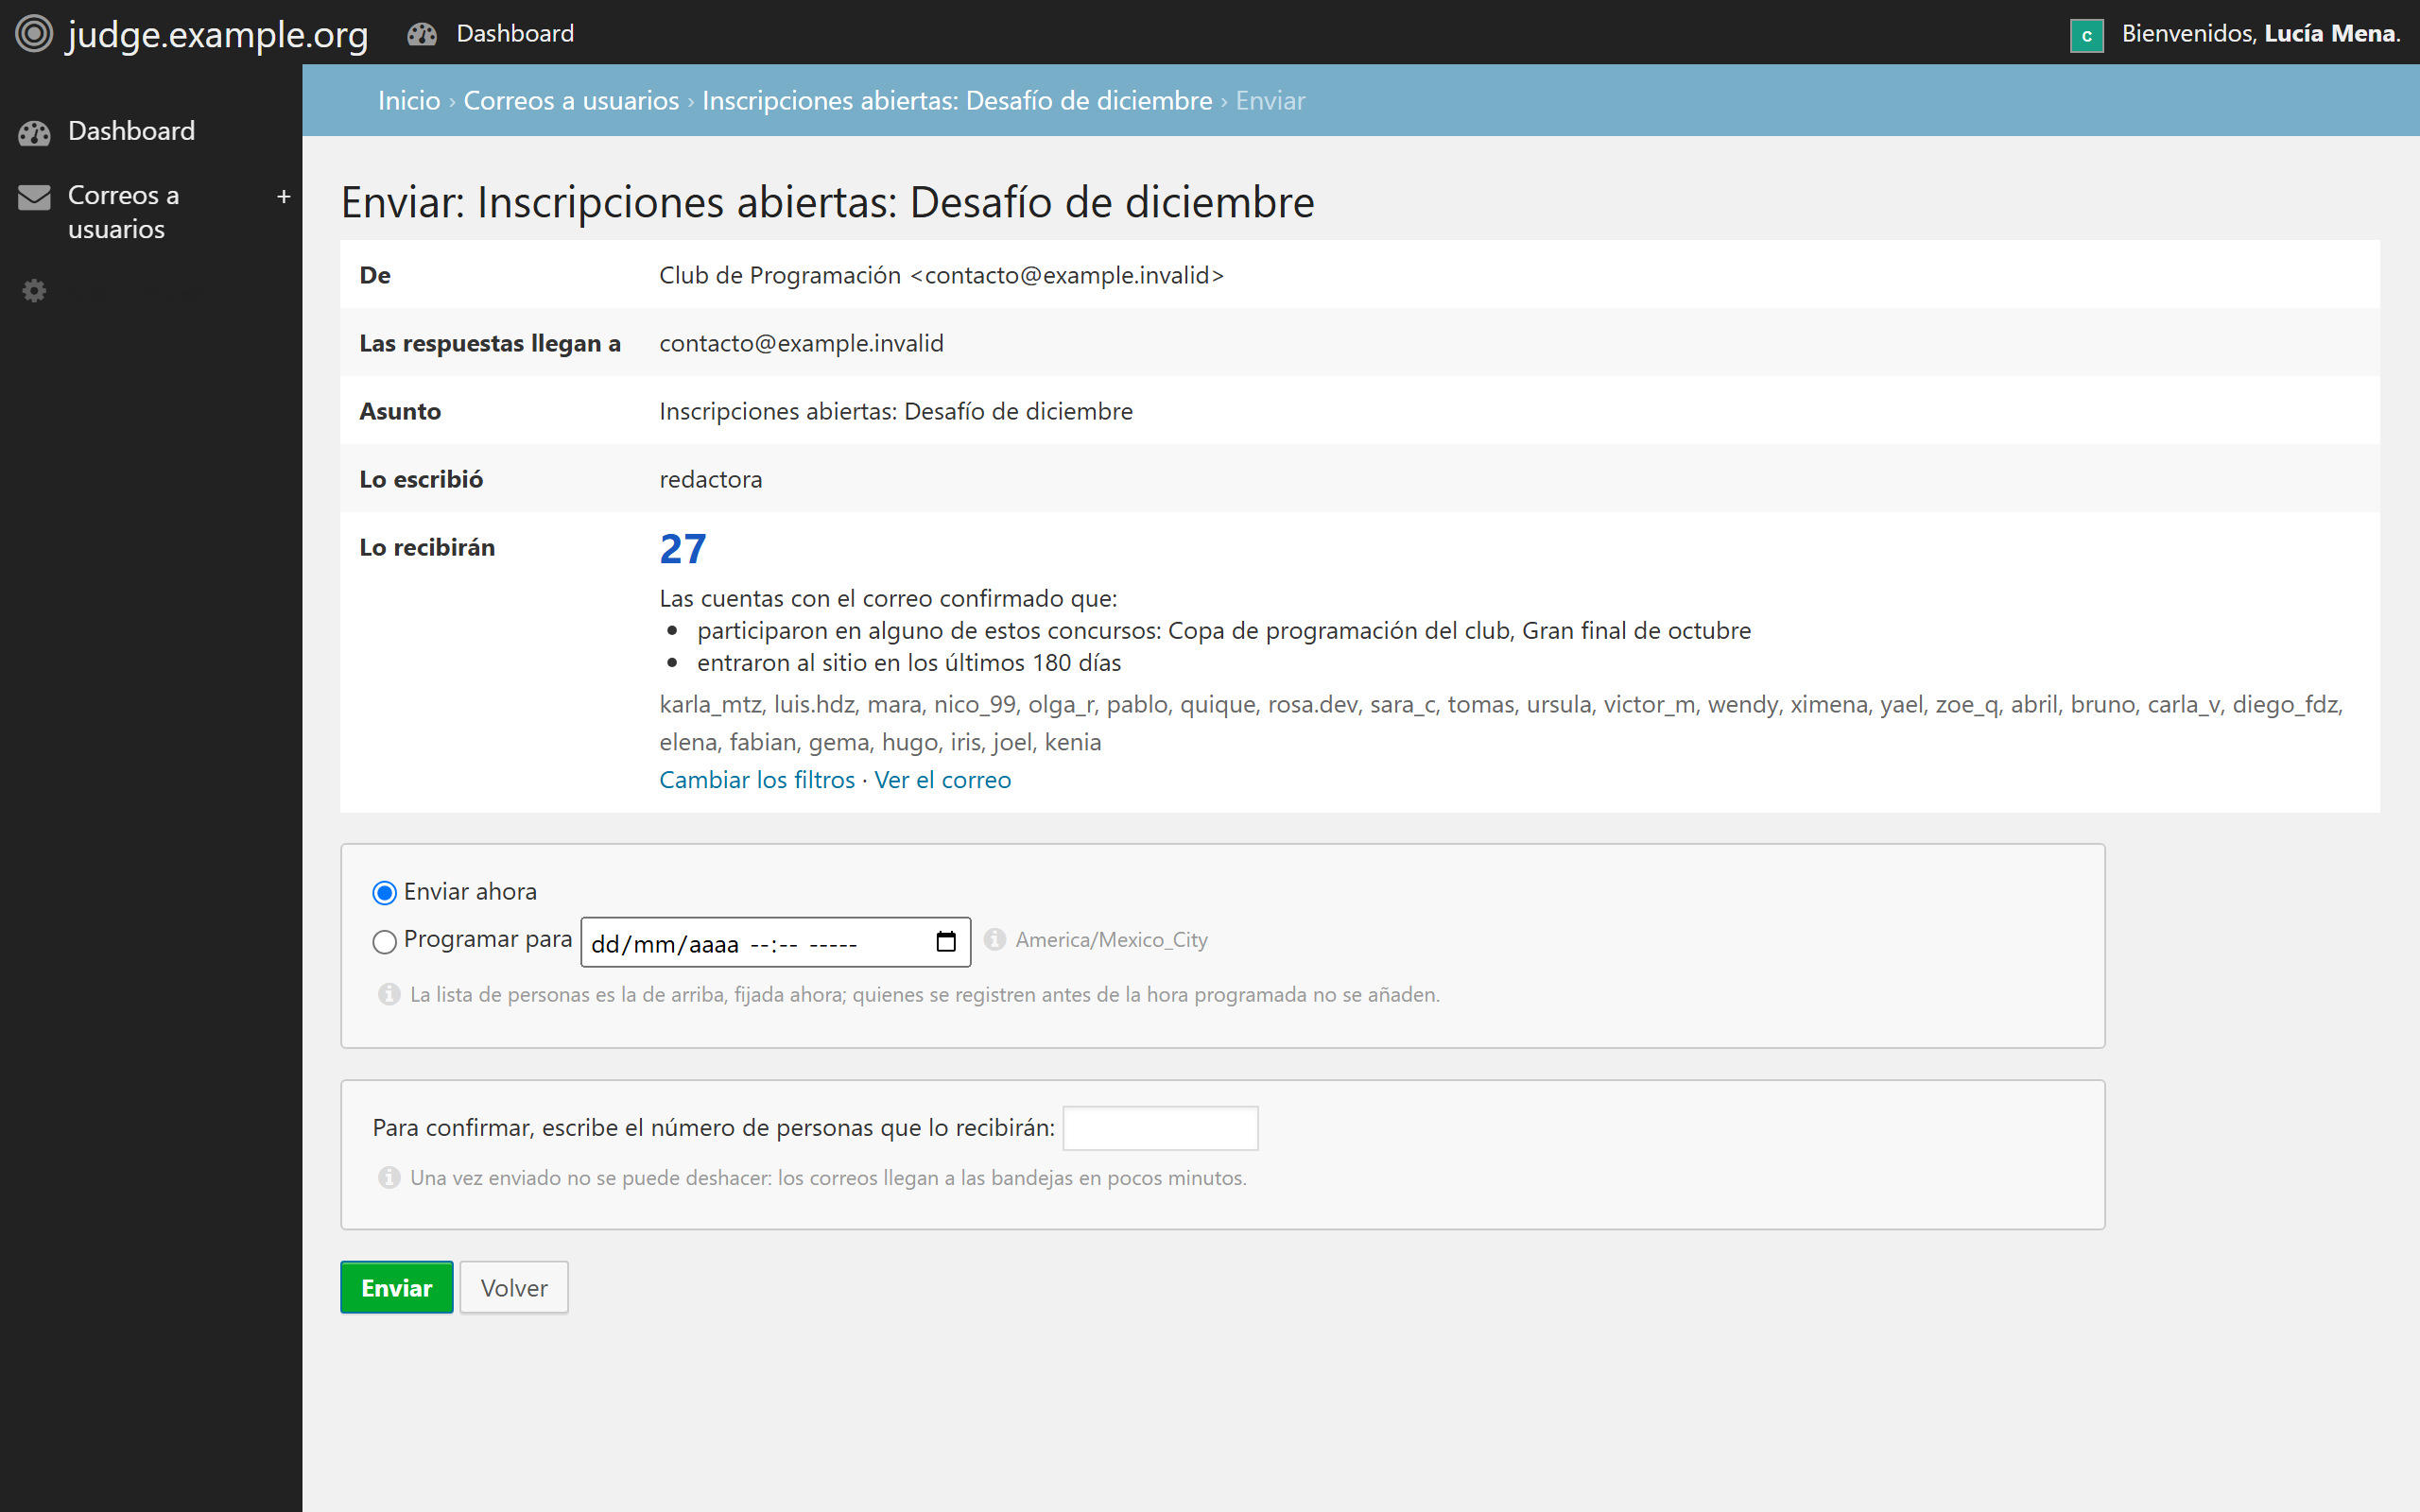 judge.example.org Dashboard C Bienvenidos, Lucía Mena.
Inicio › Correos a usuarios › Inscripciones abiertas: Desafío de diciembre › Enviar
Dashboard
Correos a usuarios +
Enviar: Inscripciones abiertas: Desafío de diciembre
De Club de Programación <contacto@example.invalid>
Las respuestas llegan a contacto@example.invalid
Asunto Inscripciones abiertas: Desafío de diciembre
Lo escribió redactora
Lo recibirán 27
Las cuentas con el correo confirmado que:
• participaron en alguno de estos concursos: Copa de programación del club, Gran final de octubre
• entraron al sitio en los últimos 180 días
karla_mtz, luis.hdz, mara, nico_99, olga_r, pablo, quique, rosa.dev, sara_c, tomas, ursula, victor_m, wendy, ximena, yael, zoe_q, abril, bruno, carla_v, diego_fdz,
elena, fabian, gema, hugo, iris, joel, kenia
Cambiar los filtros · Ver el correo
Enviar ahora
Programar para dd/mm/aaaa --:-- ----- America/Mexico_City
La lista de personas es la de arriba, fijada ahora; quienes se registren antes de la hora programada no se añaden.
Para confirmar, escribe el número de personas que lo recibirán:
Una vez enviado no se puede deshacer: los correos llegan a las bandejas en pocos minutos.
Enviar Volver